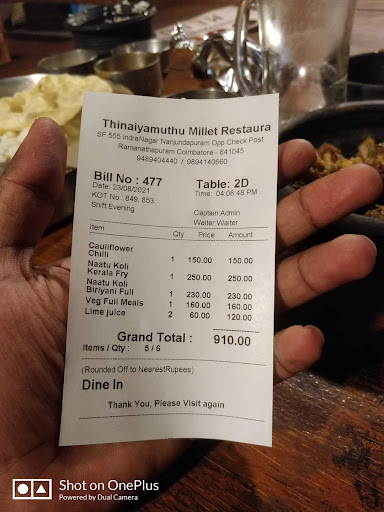 Thinaiyamuthu Millet Restaura
SF 555 IndraNagar Nanjundapuram Opp Check Post
Ramanathapuram Coimbatore - 641045
9489404440 / 9894140660
Bill No : 477 Table: 2D
Date: 23/08/2021 Time: 04:06:48 PM
KOT No : 849, 853
Shift:Evening Captain:Admin
Waiter:Waiter
Item Qty Price Amount
Cauliflower
Chilli 1 150.00 150.00
Naatu Koli
Kerala Fry 1 250.00 250.00
Naatu Koli
Biriyani Full 1 230.00 230.00
Veg Full Meals 1 160.00 160.00
Lime juice 2 60.00 120.00
Grand Total : 910.00
Items / Qty : 5 / 6
(Rounded Off to NearestRupees)
Dine In
Thank You, Please Visit again
Shot on OnePlus
Powered by Dual Camera